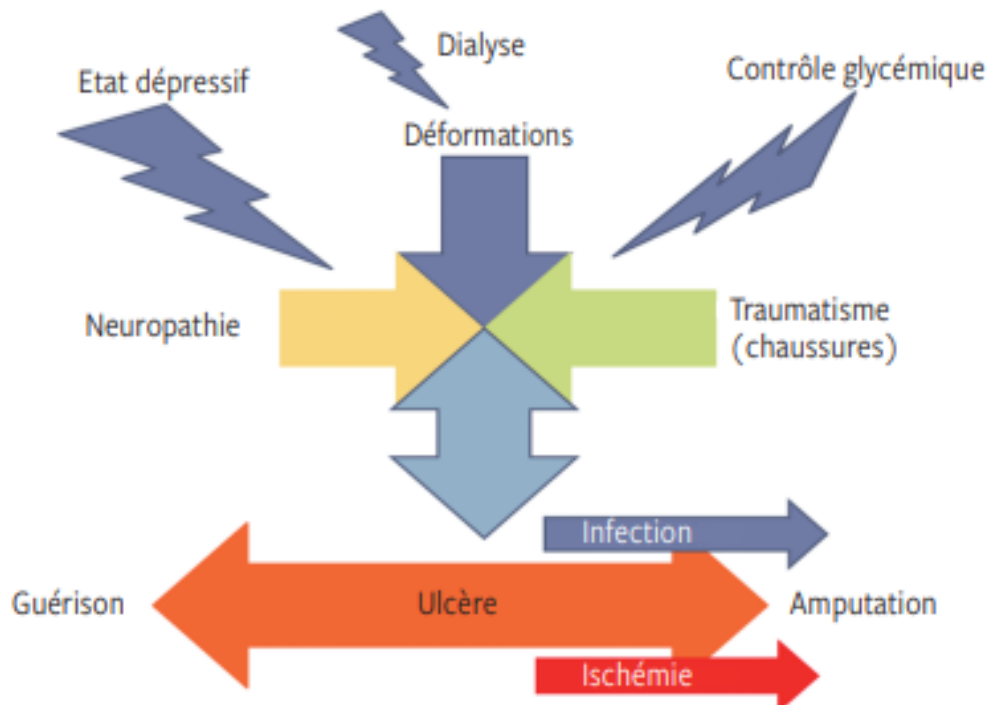 Dialyse
Etat dépressif
Contrôle glycémique
Déformations
Neuropathie
Traumatisme
(chaussures)
Infection
Guérison
Ulcère
Amputation
Ischémie